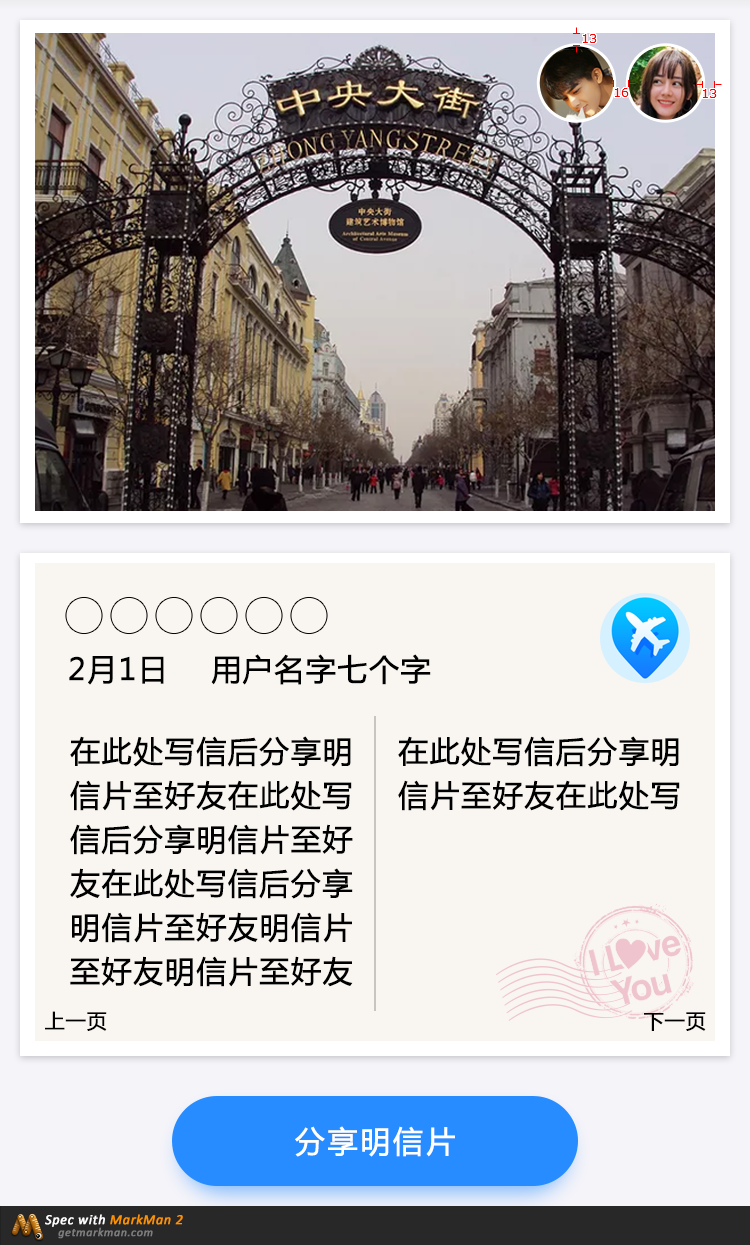 13
16
13
中央大街
ZHONG YANG STREET
中央大街
建筑艺术博物馆
Architectural Arts Museum
of Central Avenue
2月1日 用户名字七个字
在此处写信后分享明
信片至好友在此处写
信后分享明信片至好
友在此处写信后分享
明信片至好友明信片
至好友明信片至好友
在此处写信后分享明
信片至好友在此处写
I Love
You
上一页
下一页
分享明信片
Spec with MarkMan 2
getmarkman.com